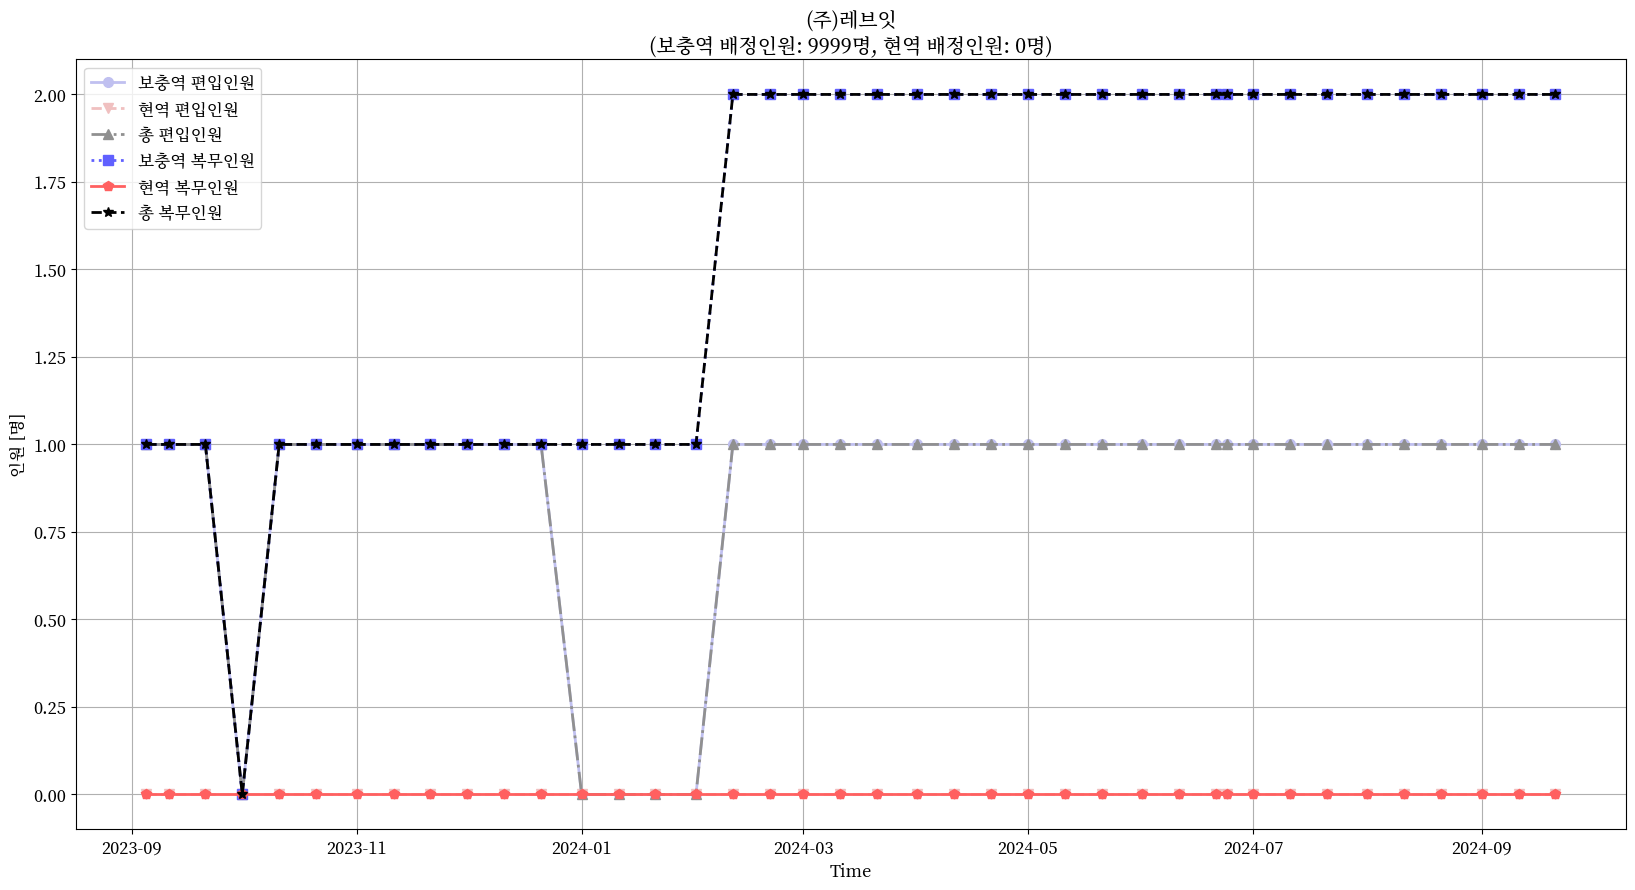 (주)레브잇
(보충역 배정인원: 9999명, 현역 배정인원: 0명)
보충역 편입인원
현역 편입인원
총 편입인원
보충역 복무인원
현역 복무인원
총 복무인원
2.00
1.75
1.50
1.25
1.00
0.75
0.50
0.25
0.00
인원 [명]
2023-09
2023-11
2024-01
2024-03
2024-05
2024-07
2024-09
Time